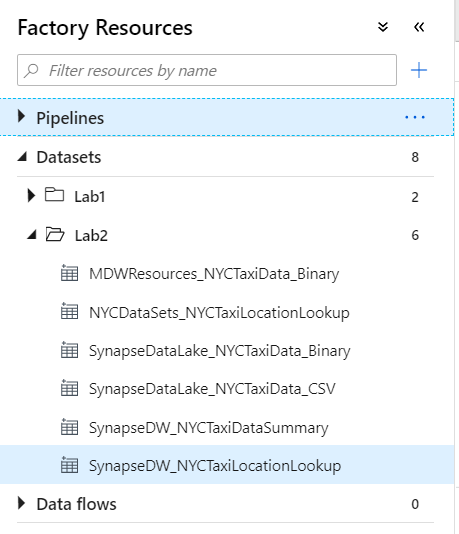 Factory Resources
Filter resources by name
Pipelines
Datasets 8
Lab1 2
Lab2 6
MDWResources_NYCTaxiData_Binary
NYCDataSets_NYCTaxiLocationLookup
SynapseDataLake_NYCTaxiData_Binary
SynapseDataLake_NYCTaxiData_CSV
SynapseDW_NYCTaxiDataSummary
SynapseDW_NYCTaxiLocationLookup
Data flows 0